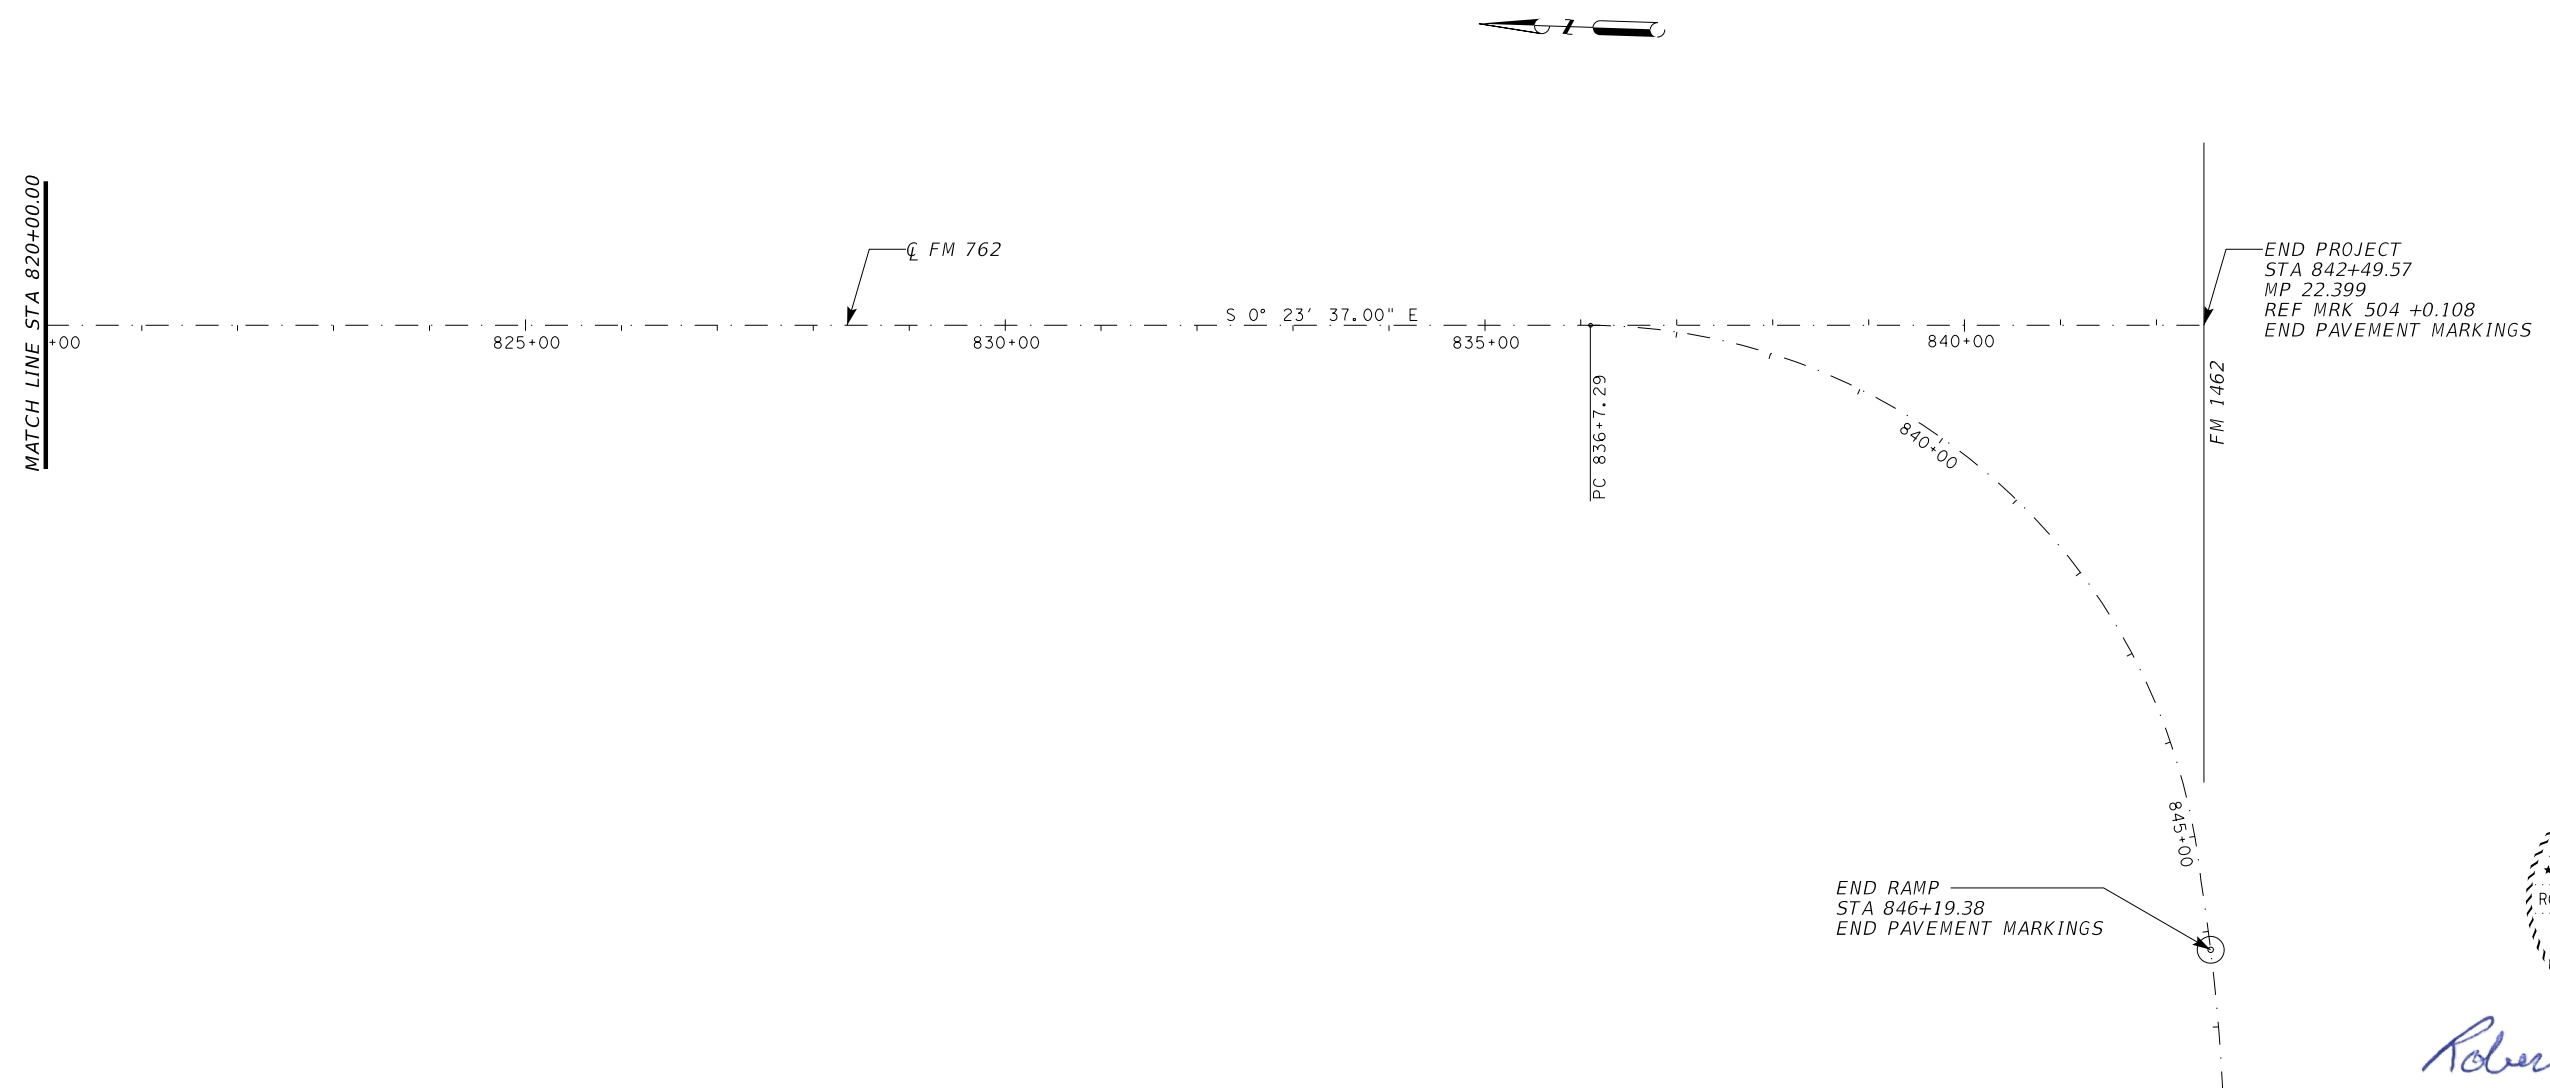 Z
MATCH LINE STA 820+00.00
℄ FM 762
END PROJECT
STA 842+49.57
MP 22.399
REF MRK 504 +0.108
END PAVEMENT MARKINGS
S 0° 23' 37.00" E
+00
825+00
830+00
835+00
840+00
PC 836+7.29
FM 1462
840+00
845+00
END RAMP
STA 846+19.38
END PAVEMENT MARKINGS